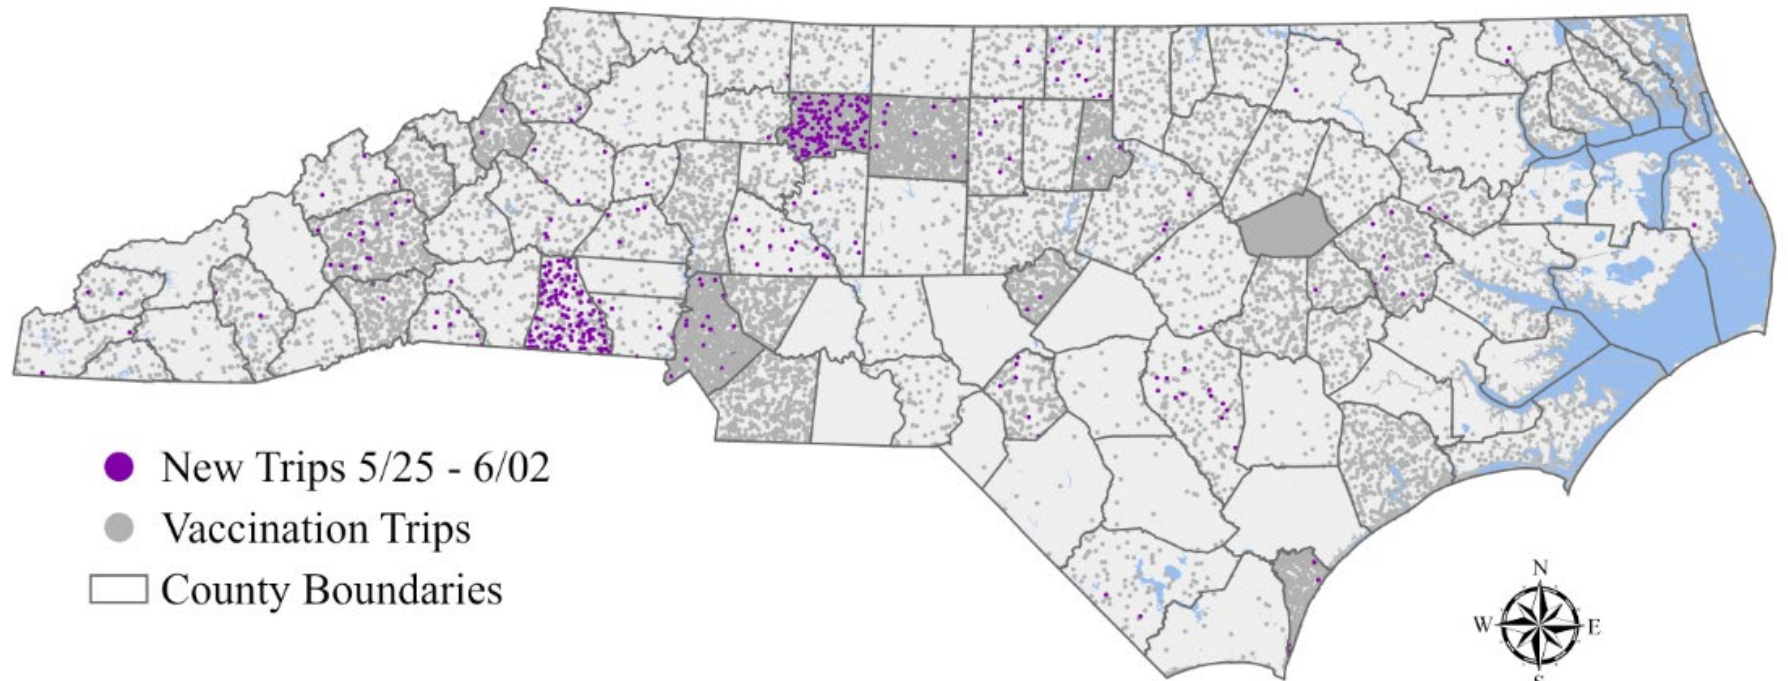 New Trips 5/25 - 6/02
Vaccination Trips
County Boundaries
N
W E
S